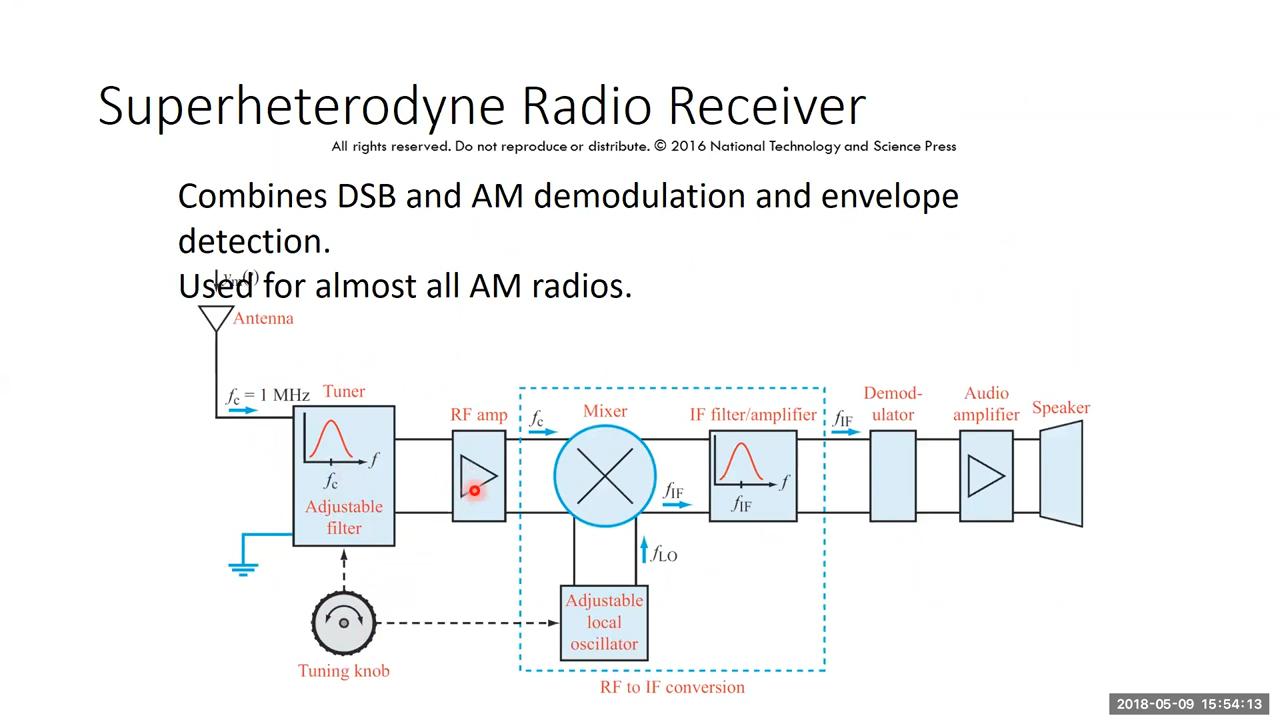 Superheterodyne Radio Receiver
All rights reserved. Do not reproduce or distribute. © 2016 National Technology and Science Press
Combines DSB and AM demodulation and envelope
detection.
Used for almost all AM radios.
Antenna
fc = 1 MHz
Tuner
f
fc
Adjustable
filter
Tuning knob
RF amp
fc
Mixer
fIF
fLO
Adjustable
local
oscillator
IF filter/amplifier
f
fIF
RF to IF conversion
fIF
Demod-
ulator
Audio
amplifier
Speaker
2018-05-09 15:54:13